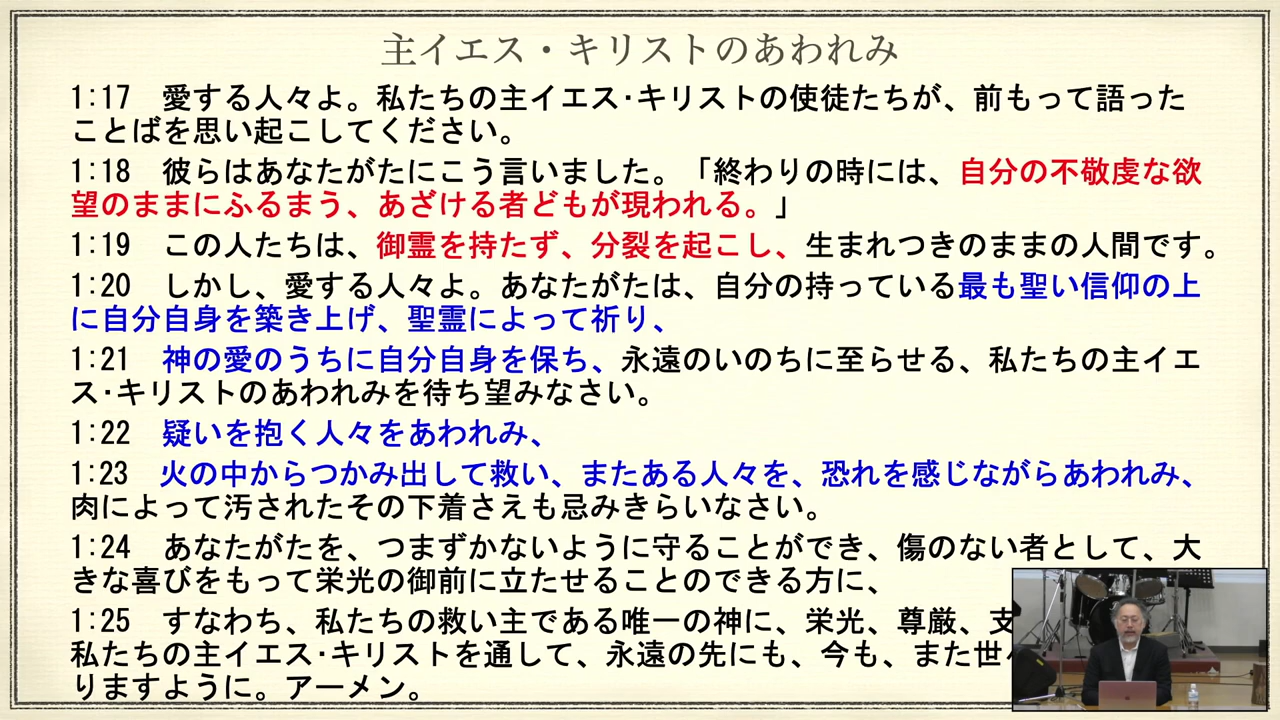 主イエス・キリストのあわれみ
1:17　愛する人々よ。私たちの主イエス・キリストの使徒たちが、前もって語った
ことばを思い起こしてください。
1:18　彼らはあなたがたにこう言いました。「終わりの時には、自分の不敬虔な欲
望のままにふるまう、あざける者どもが現われる。」
1:19　この人たちは、御霊を持たず、分裂を起こし、生まれつきのままの人間です。
1:20　しかし、愛する人々よ。あなたがたは、自分の持っている最も聖い信仰の上
に自分自身を築き上げ、聖霊によって祈り、
1:21　神の愛のうちに自分自身を保ち、永遠のいのちに至らせる、私たちの主イエ
ス・キリストのあわれみを待ち望みなさい。
1:22　疑いを抱く人々をあわれみ、
1:23　火の中からつかみ出して救い、またある人々を、恐れを感じながらあわれみ、
肉によって汚されたその下着さえも忌みきらいなさい。
1:24　あなたがたを、つまずかないように守ることができ、傷のない者として、大
きな喜びをもって栄光の御前に立たせることのできる方に、
1:25　すなわち、私たちの救い主である唯一の神に、栄光、尊厳、支
私たちの主イエス・キリストを通して、永遠の先にも、今も、また世
りますように。アーメン。